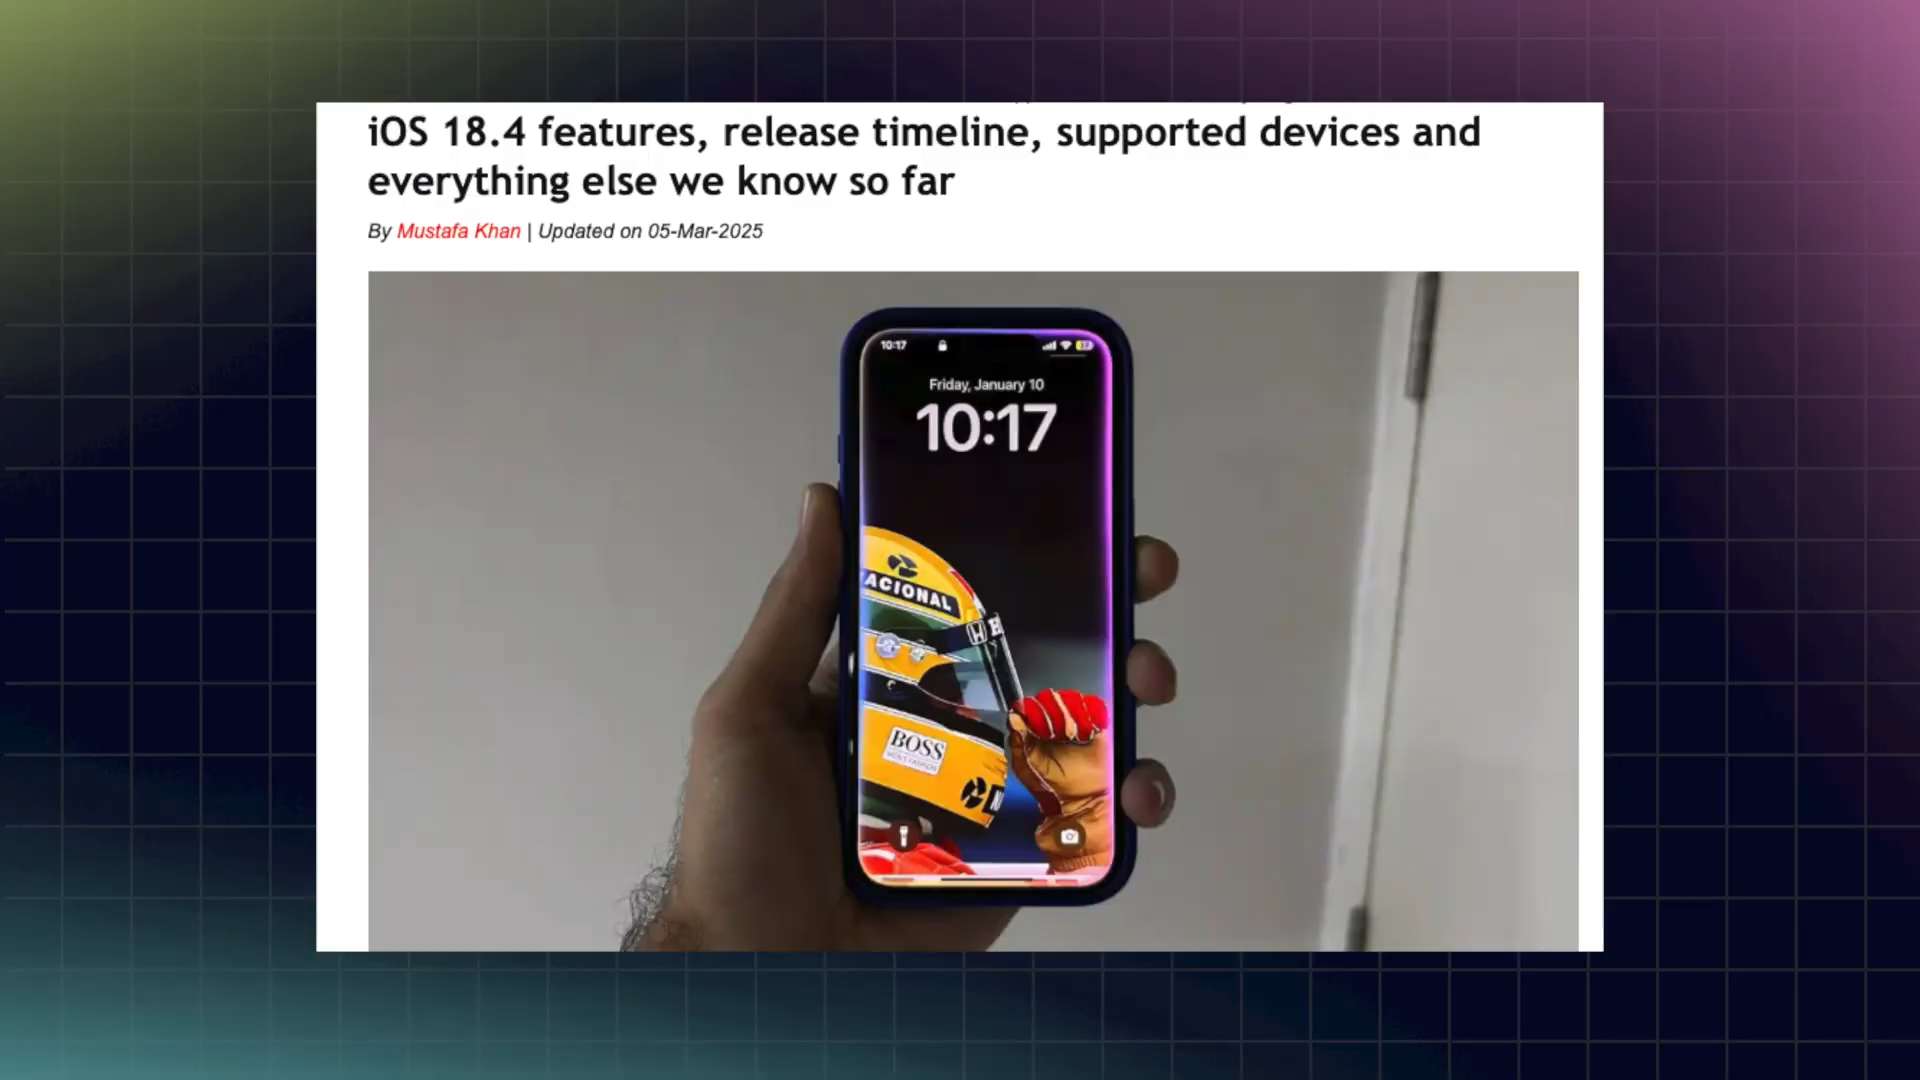 iOS 18.4 features, release timeline, supported devices and
everything else we know so far
By Mustafa Khan | Updated on 05-Mar-2025
10:17
Friday, January 10
10:17
ACIONAL
H
BOSS
N